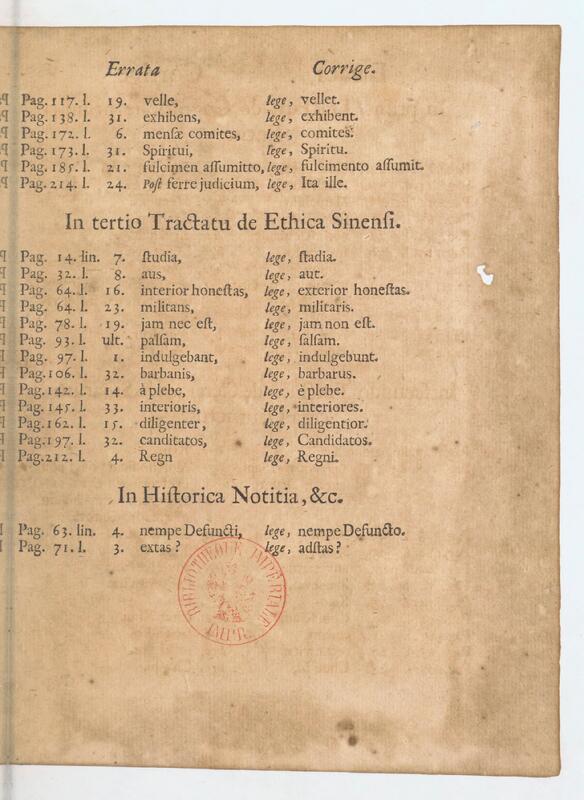 Errata Corrige.
Pag. 117. l. 19. velle, lege, vellet.
Pag. 138. l. 31. exhibens, lege, exhibent.
Pag. 172. l. 6. mensæ comites, lege, comites.
Pag. 173. l. 31. Spiritui, lege, Spiritu.
Pag. 185. l. 21. fulcimen aſſumitto, lege, fulcimento aſſumit.
Pag. 214. l. 24. Poſt ferre judicium, lege, Ita ille.
In tertio Tractatu de Ethica Sinenſi.
Pag. 14. lin. 7. ſtudia, lege, ſtadia.
Pag. 32. l. 8. aus, lege, aut.
Pag. 64. l. 16. interior honeſtas, lege, exterior honeſtas.
Pag. 64. l. 23. militans, lege, militaris.
Pag. 78. l. 19. jam nec eſt, lege, jam non eſt.
Pag. 93. l. ult. palſam, lege, falſam.
Pag. 97. l. 1. indulgebant, lege, indulgebunt.
Pag. 106. l. 32. barbanis, lege, barbarus.
Pag. 142. l. 14. à plebe, lege, è plebe.
Pag. 145. l. 33. interioris, lege, interiores.
Pag. 162. l. 15. diligenter, lege, diligentior.
Pag. 197. l. 32. canditatos, lege, Candidatos.
Pag. 212. l. 4. Regn lege, Regni.
In Hiſtorica Notitia, &c.
Pag. 63. lin. 4. nempe Defuncti, lege, nempe Defuncto.
Pag. 71. l. 3. extas? lege, adſtas?
BIBLIOTHEQUE IMPERIALE
IMPR.